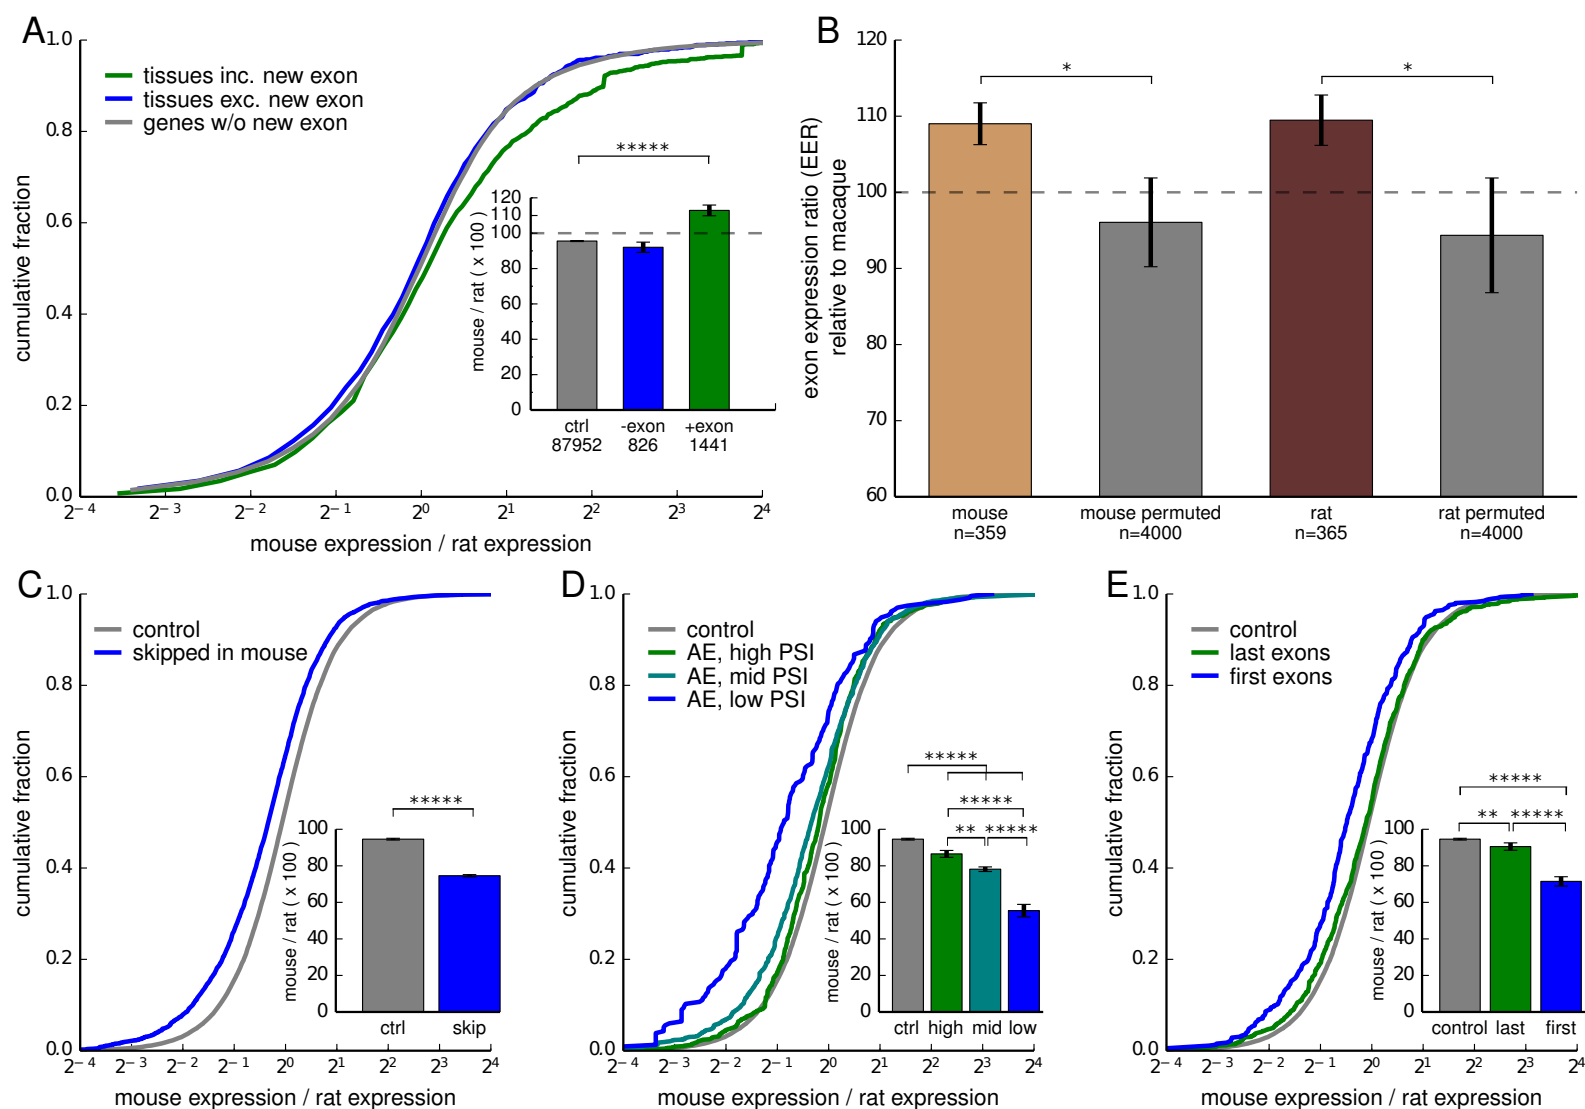 A
1.0
0.8
0.6
0.4
0.2
0.0
cumulative fraction
tissues inc. new exon
tissues exc. new exon
genes w/o new exon
2⁻⁴ 2⁻³ 2⁻² 2⁻¹ 2⁰ 2¹ 2² 2³ 2⁴
mouse expression / rat expression
*****
mouse / rat ( x 100 )
120
110
100
80
60
40
20
0
ctrl -exon +exon
87952 826 1441
B
120
110
100
90
80
70
60
exon expression ratio (EER)
relative to macaque
* *
mouse mouse permuted rat rat permuted
n=359 n=4000 n=365 n=4000
C
1.0
0.8
0.6
0.4
0.2
0.0
cumulative fraction
control
skipped in mouse
2⁻⁴ 2⁻³ 2⁻² 2⁻¹ 2⁰ 2¹ 2² 2³ 2⁴
mouse expression / rat expression
*****
mouse / rat ( x 100 )
100
80
60
40
20
0
ctrl skip
D
1.0
0.8
0.6
0.4
0.2
0.0
cumulative fraction
control
AE, high PSI
AE, mid PSI
AE, low PSI
2⁻⁴ 2⁻³ 2⁻² 2⁻¹ 2⁰ 2¹ 2² 2³ 2⁴
mouse expression / rat expression
*****
*****
** *****
mouse / rat ( x 100 )
100
80
60
40
20
0
ctrl high mid low
E
1.0
0.8
0.6
0.4
0.2
0.0
cumulative fraction
control
last exons
first exons
2⁻⁴ 2⁻³ 2⁻² 2⁻¹ 2⁰ 2¹ 2² 2³ 2⁴
mouse expression / rat expression
*****
** *****
mouse / rat ( x 100 )
100
80
60
40
20
0
control last first